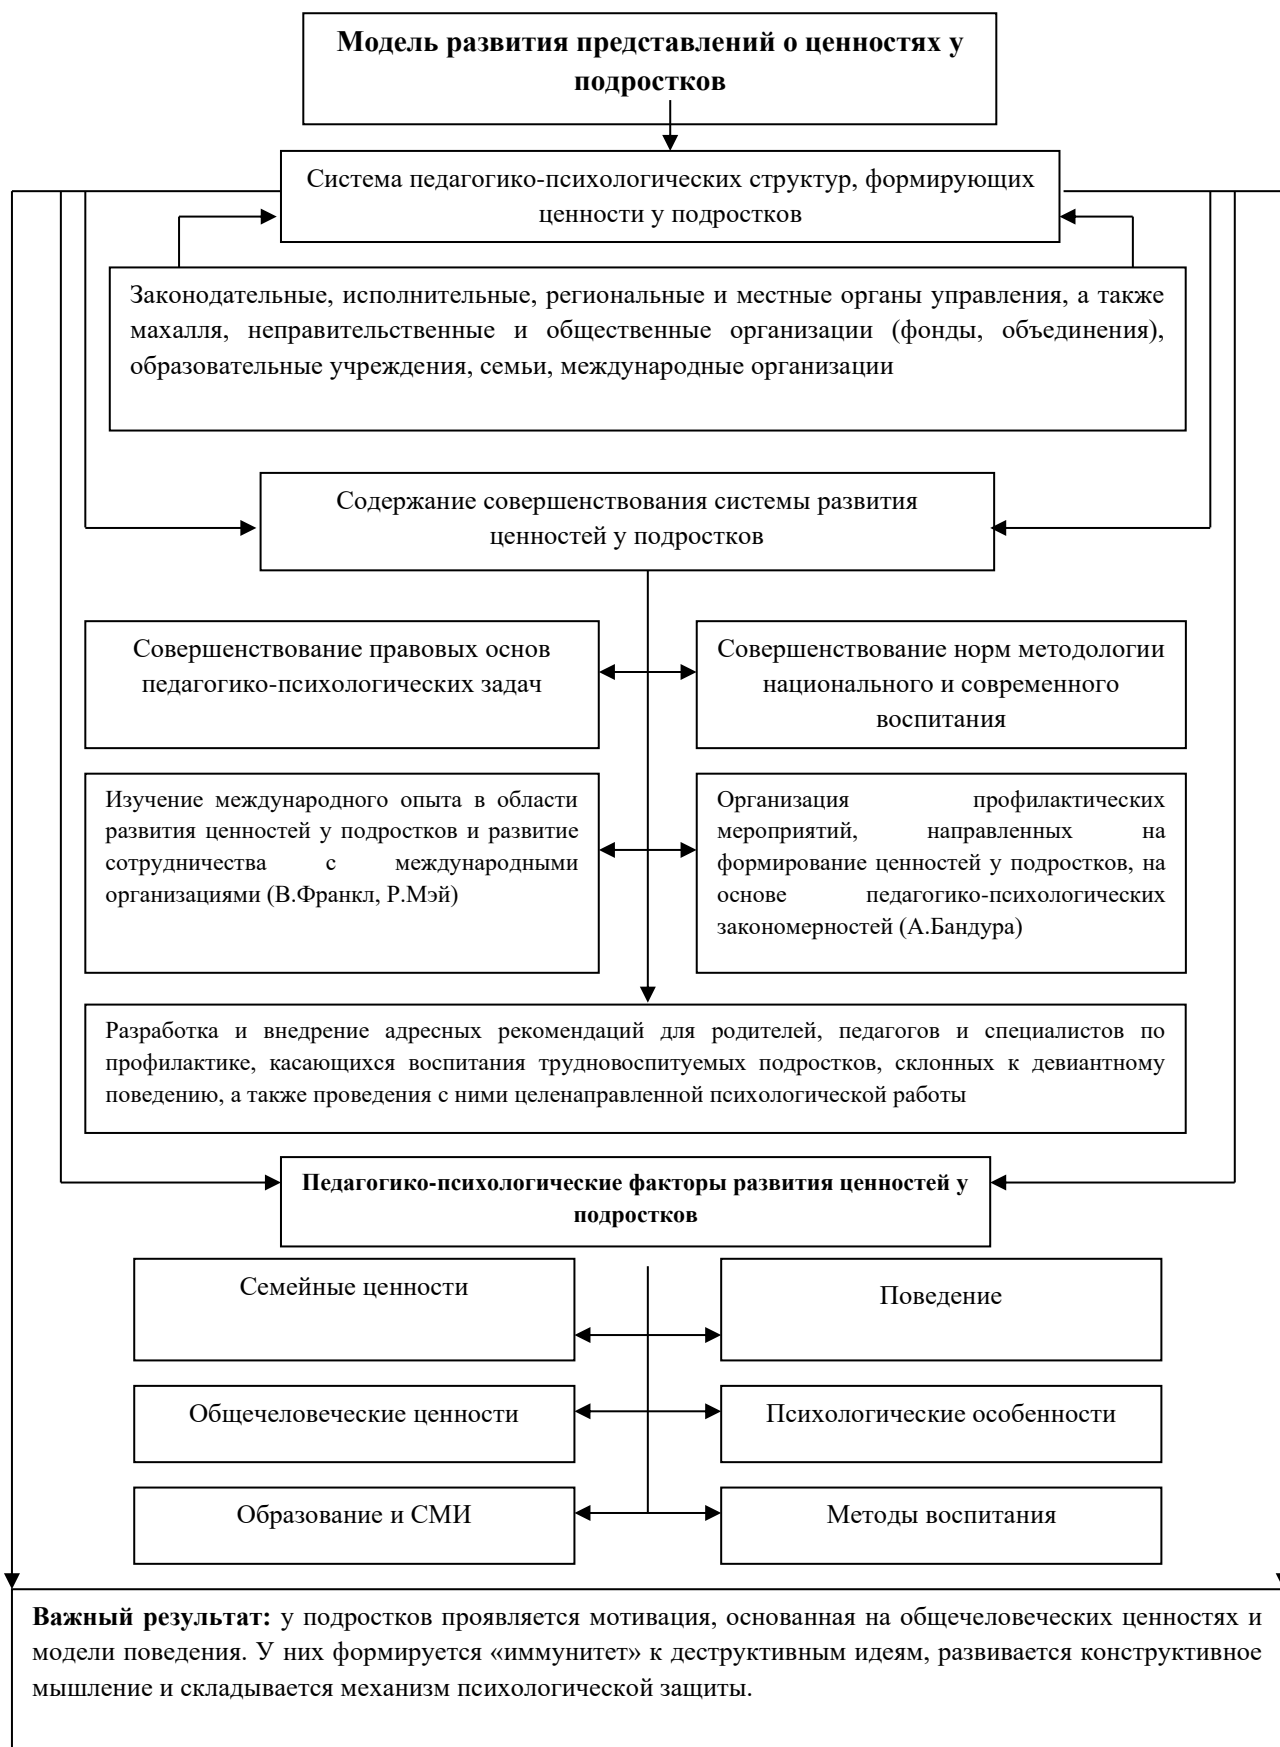 Модель развития представлений о ценностях у
подростков
Система педагогико-психологических структур, формирующих
ценности у подростков
Законодательные, исполнительные, региональные и местные органы управления, а также
махалля, неправительственные и общественные организации (фонды, объединения),
образовательные учреждения, семьи, международные организации
Содержание совершенствования системы развития
ценностей у подростков
Совершенствование правовых основ
педагогико-психологических задач
Совершенствование норм методологии
национального и современного
воспитания
Изучение международного опыта в области
развития ценностей у подростков и развитие
сотрудничества с международными
организациями (В.Франкл, Р.Мэй)
Организация профилактических
мероприятий, направленных на
формирование ценностей у подростков, на
основе педагогико-психологических
закономерностей (А.Бандура)
Разработка и внедрение адресных рекомендаций для родителей, педагогов и специалистов по
профилактике, касающихся воспитания трудновоспитуемых подростков, склонных к девиантному
поведению, а также проведения с ними целенаправленной психологической работы
Педагогико-психологические факторы развития ценностей у
подростков
Семейные ценности
Поведение
Общечеловеческие ценности
Психологические особенности
Образование и СМИ
Методы воспитания
Важный результат: у подростков проявляется мотивация, основанная на общечеловеческих ценностях и
модели поведения. У них формируется «иммунитет» к деструктивным идеям, развивается конструктивное
мышление и складывается механизм психологической защиты.